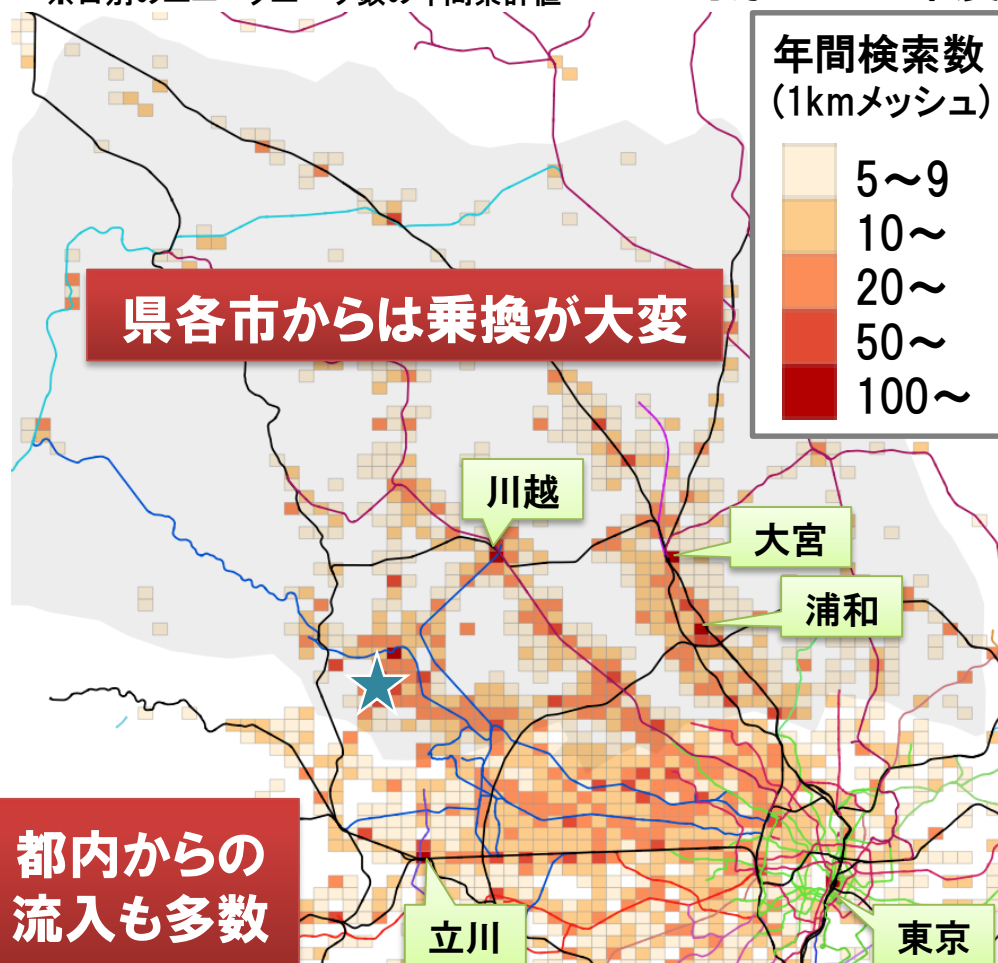 年間検索数
(1kmメッシュ)
5～9
10～
20～
50～
100～
県各市からは乗換が大変
川越
大宮
浦和
都内からの
流入も多数
立川
東京